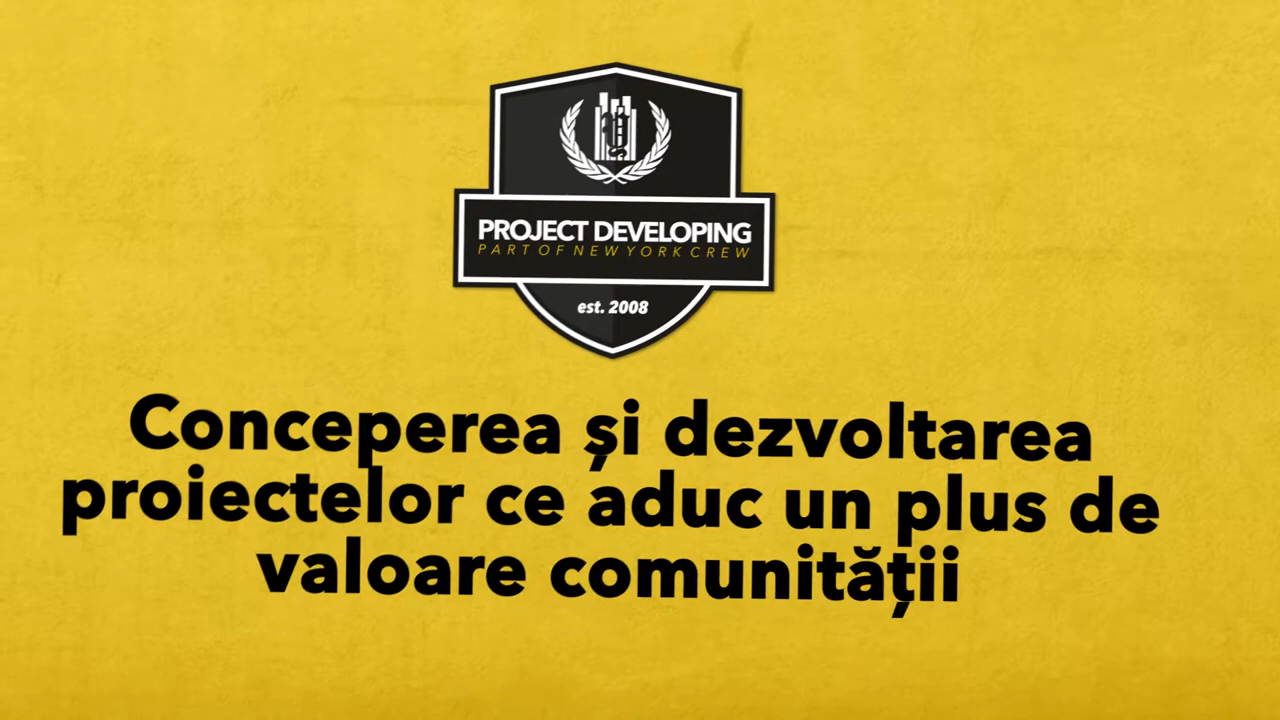 PROJECT DEVELOPING
PART OF NEW YORK CREW
est. 2008
Conceperea și dezvoltarea
proiectelor ce aduc un plus de
valoare comunității